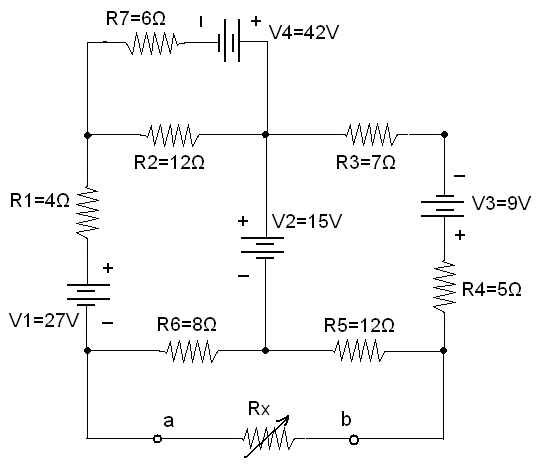 R7=6Ω
− +
V4=42V
R2=12Ω
R3=7Ω
R1=4Ω
−
V3=9V
+
+
V2=15V
−
+
V1=27V
−
R4=5Ω
R6=8Ω
R5=12Ω
a
Rx
b